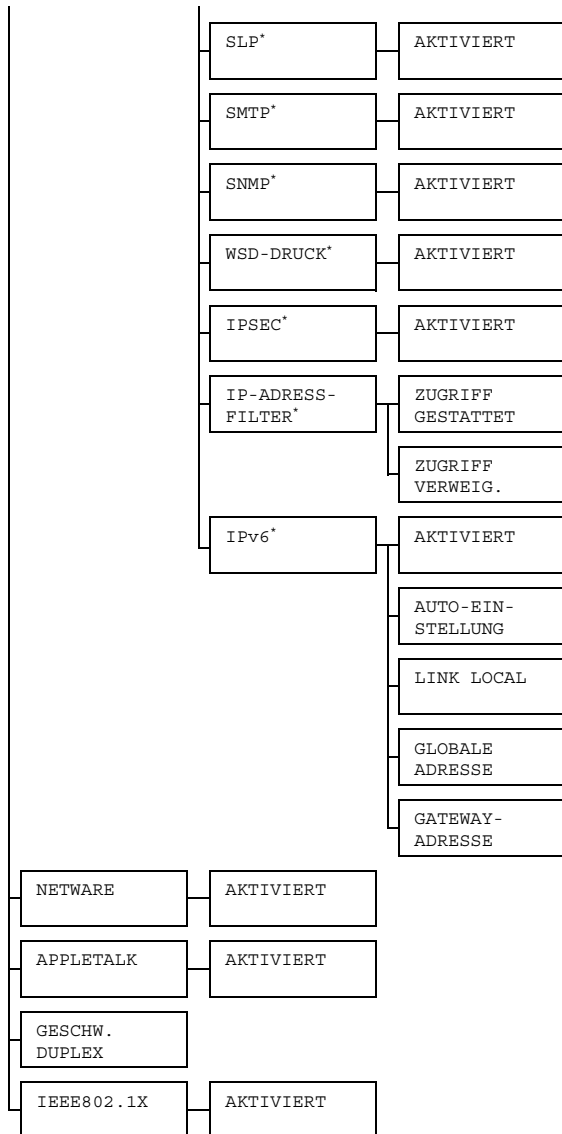 SLP*
AKTIVIERT
SMTP*
AKTIVIERT
SNMP*
AKTIVIERT
WSD-DRUCK*
AKTIVIERT
IPSEC*
AKTIVIERT
IP-ADRESS-
FILTER*
ZUGRIFF
GESTATTET
ZUGRIFF
VERWEIG.
IPv6*
AKTIVIERT
AUTO-EIN-
STELLUNG
LINK LOCAL
GLOBALE
ADRESSE
GATEWAY-
ADRESSE
NETWARE
AKTIVIERT
APPLETALK
AKTIVIERT
GESCHW.
DUPLEX
IEEE802.1X
AKTIVIERT